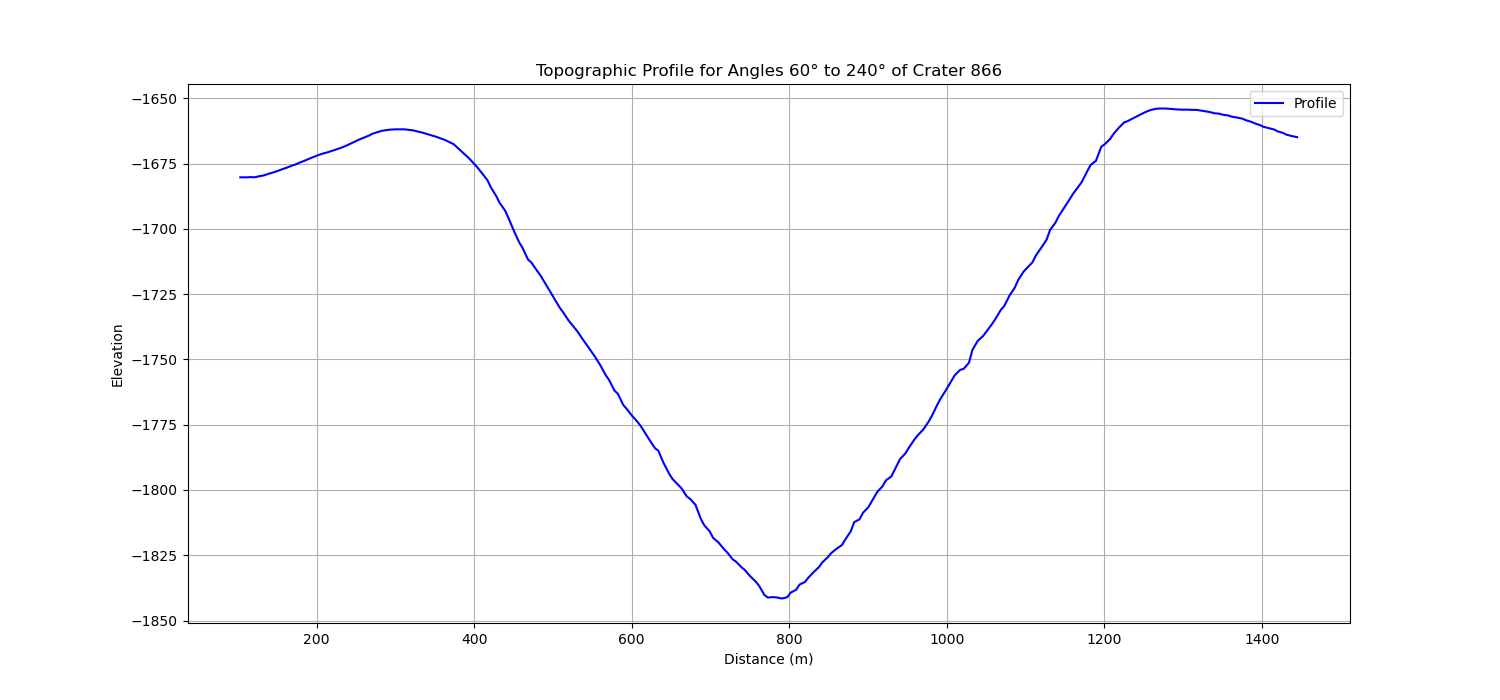 Topographic Profile for Angles 60° to 240° of Crater 866
Profile
Elevation
−1650
−1675
−1700
−1725
−1750
−1775
−1800
−1825
−1850
200 400 600 800 1000 1200 1400
Distance (m)